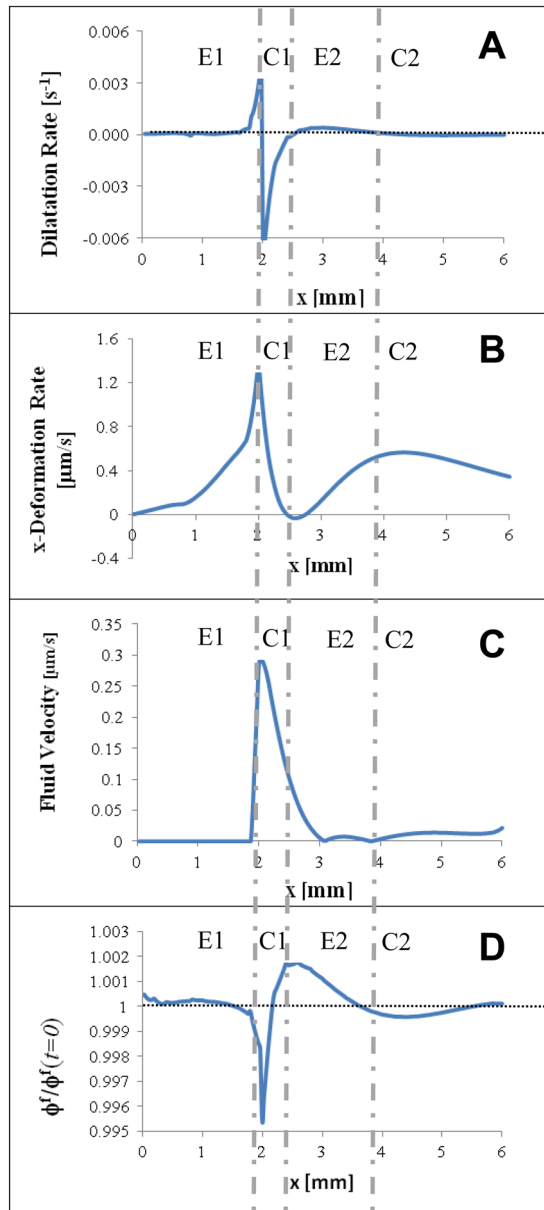 A
E1 C1 E2 C2
Dilatation Rate [s⁻¹]
0.006
0.003
0.000
-0.003
-0.006
0 1 2 3 4 5 6
x [mm]
B
E1 C1 E2 C2
x-Deformation Rate
[µm/s]
1.6
1.2
0.8
0.4
0
-0.4
0 1 2 3 4 5 6
x [mm]
C
E1 C1 E2 C2
Fluid Velocity [µm/s]
0.35
0.3
0.25
0.2
0.15
0.1
0.05
0
0 1 2 3 4 5 6
x [mm]
D
E1 C1 E2 C2
ϕᶠ/ϕᶠ(t=0)
1.003
1.002
1.001
1
0.999
0.998
0.997
0.996
0.995
0 1 2 3 4 5 6
x [mm]